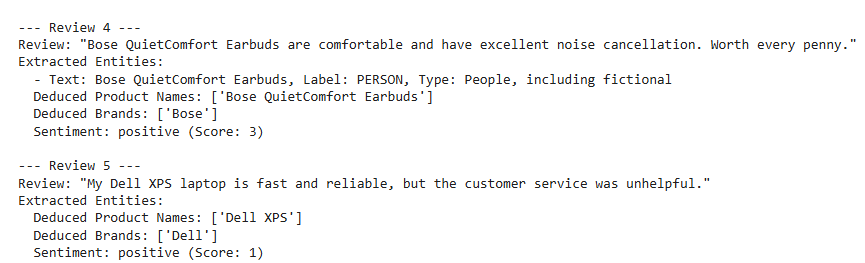 --- Review 4 ---
Review: "Bose QuietComfort Earbuds are comfortable and have excellent noise cancellation. Worth every penny."
Extracted Entities:
  - Text: Bose QuietComfort Earbuds, Label: PERSON, Type: People, including fictional
  Deduced Product Names: ['Bose QuietComfort Earbuds']
  Deduced Brands: ['Bose']
  Sentiment: positive (Score: 3)

--- Review 5 ---
Review: "My Dell XPS laptop is fast and reliable, but the customer service was unhelpful."
Extracted Entities:
  Deduced Product Names: ['Dell XPS']
  Deduced Brands: ['Dell']
  Sentiment: positive (Score: 1)